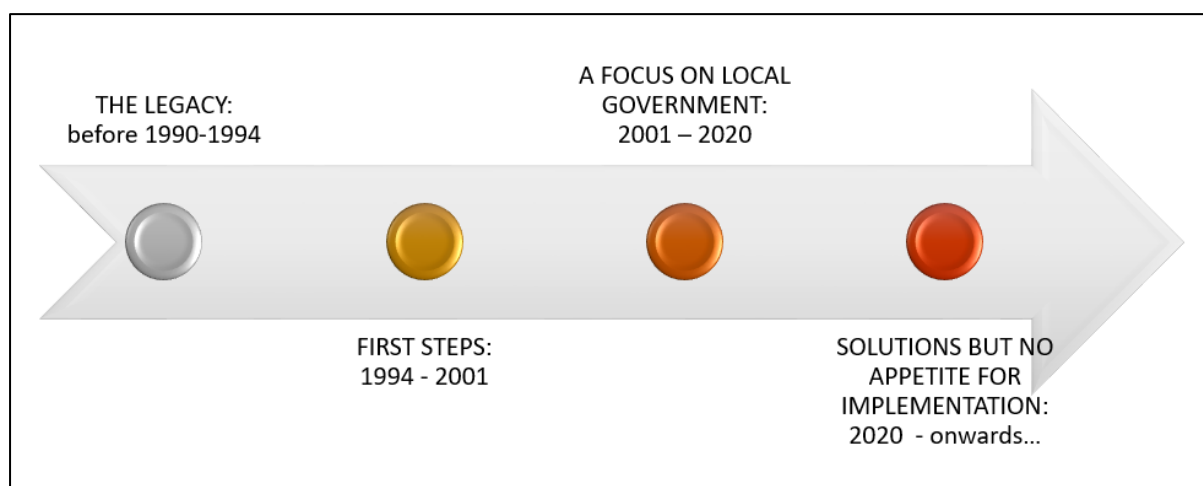 THE LEGACY:
before 1990-1994
FIRST STEPS:
1994 - 2001
A FOCUS ON LOCAL
GOVERNMENT:
2001 – 2020
SOLUTIONS BUT NO
APPETITE FOR
IMPLEMENTATION:
2020  - onwards...